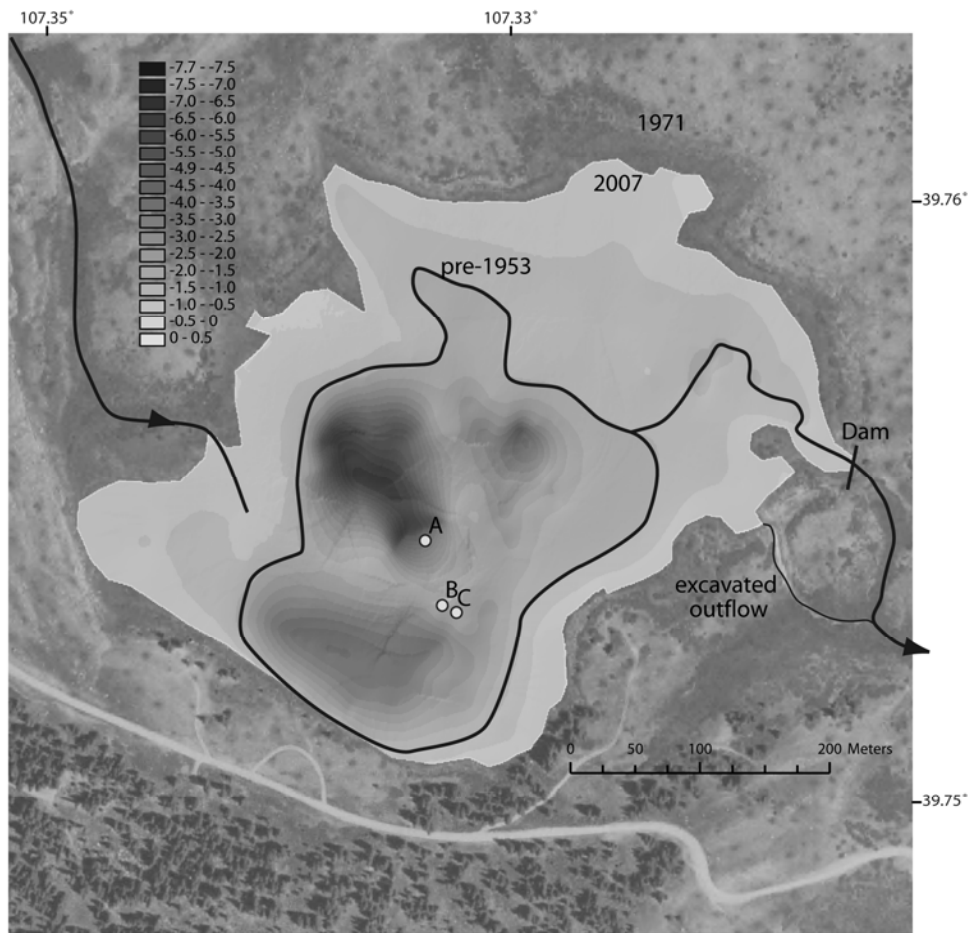 107.35°
107.33°
-7.7 - -7.5
-7.5 - -7.0
-7.0 - -6.5
-6.5 - -6.0
-6.0 - -5.5
-5.5 - -5.0
-4.9 - -4.5
-4.5 - -4.0
-4.0 - -3.5
-3.5 - -3.0
-3.0 - -2.5
-2.5 - -2.0
-2.0 - -1.5
-1.5 - -1.0
-1.0 - -0.5
-0.5 - 0
0 - 0.5
1971
2007
39.76°
pre-1953
Dam
A
B
C
excavated
outflow
0 50 100 200 Meters
39.75°